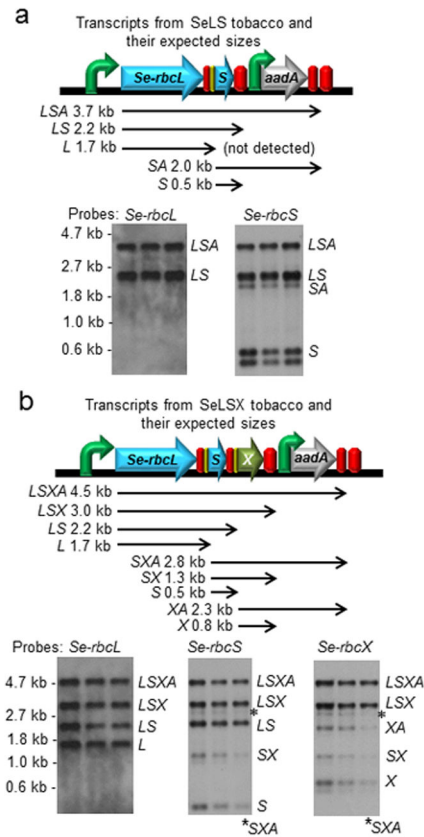 a
Transcripts from SeLS tobacco and
their expected sizes
Se-rbcL S aadA
LSA 3.7 kb
LS 2.2 kb
L 1.7 kb (not detected)
SA 2.0 kb
S 0.5 kb
Probes: Se-rbcL Se-rbcS
4.7 kb - LSA LSA
2.7 kb - LS LS
1.8 kb - SA
1.0 kb -
0.6 kb - S
b
Transcripts from SeLSX tobacco and
their expected sizes
Se-rbcL S X aadA
LSXA 4.5 kb
LSX 3.0 kb
LS 2.2 kb
L 1.7 kb
SXA 2.8 kb
SX 1.3 kb
S 0.5 kb
XA 2.3 kb
X 0.8 kb
Probes: Se-rbcL Se-rbcS Se-rbcX
4.7 kb - LSXA LSXA LSXA
LSX LSX LSX
2.7 kb - * *
LS LS XA
1.8 kb - L
1.0 kb - SX SX
0.6 kb - S X
*SXA *SXA